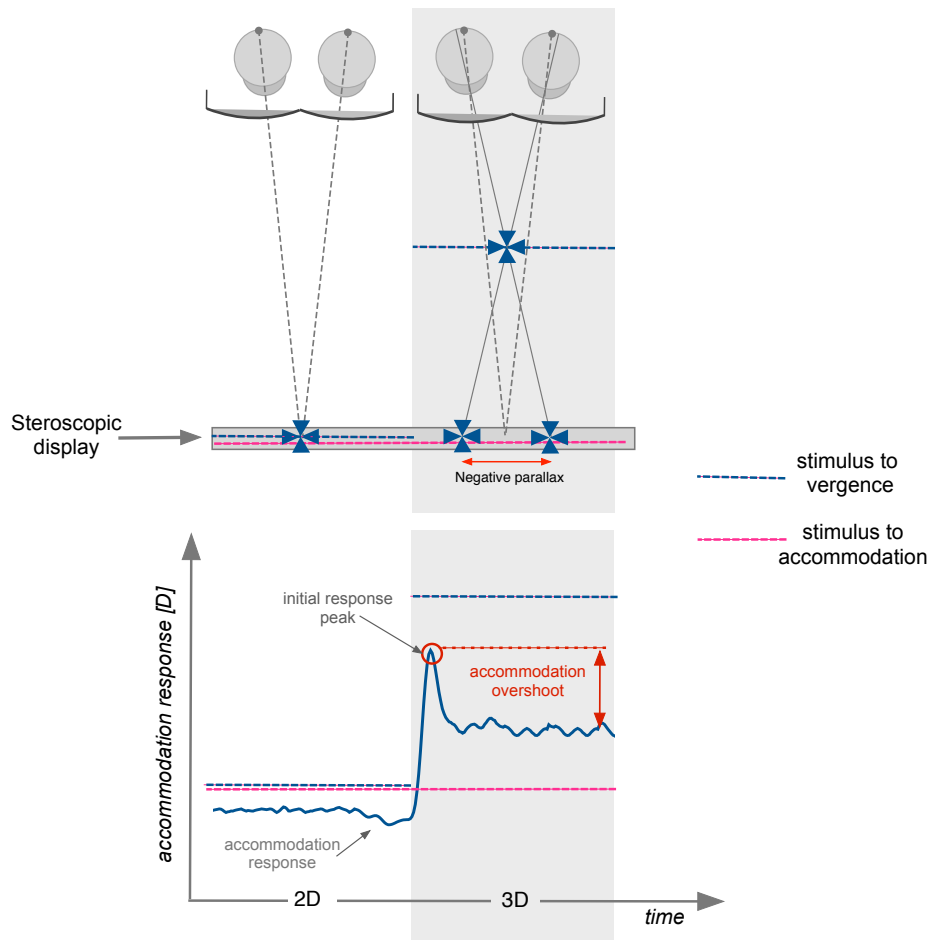 Steroscopic
display
Negative parallax
stimulus to
vergence
stimulus to
accommodation
accommodation response [D]
initial response
peak
accommodation
overshoot
accommodation
response
2D
3D
time